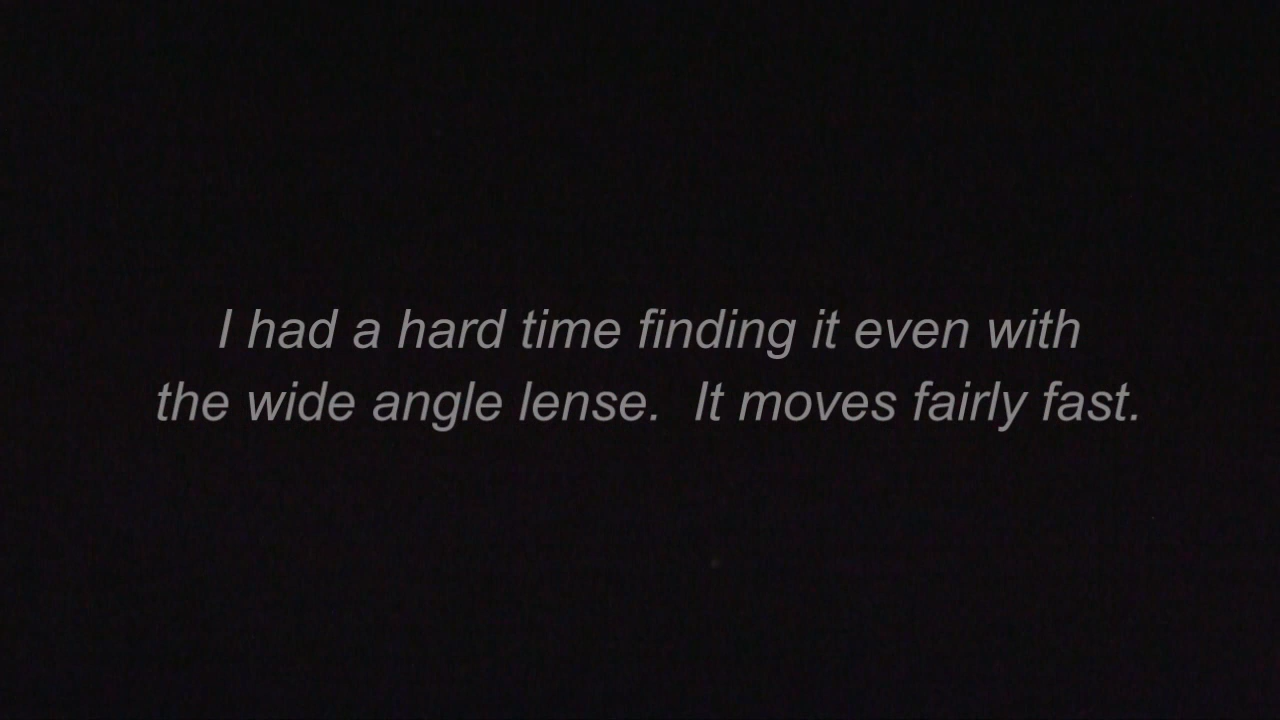 I had a hard time finding it even with
the wide angle lense.  It moves fairly fast.